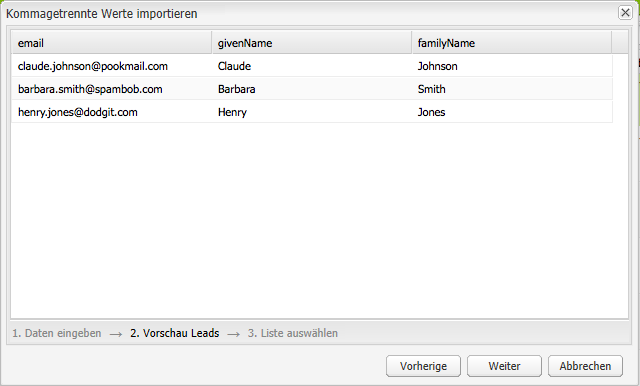 Kommagetrennte Werte importieren
email givenName familyName
claude.johnson@pookmail.com Claude Johnson
barbara.smith@spambob.com Barbara Smith
henry.jones@dodgit.com Henry Jones
1. Daten eingeben → 2. Vorschau Leads → 3. Liste auswählen
Vorherige Weiter Abbrechen